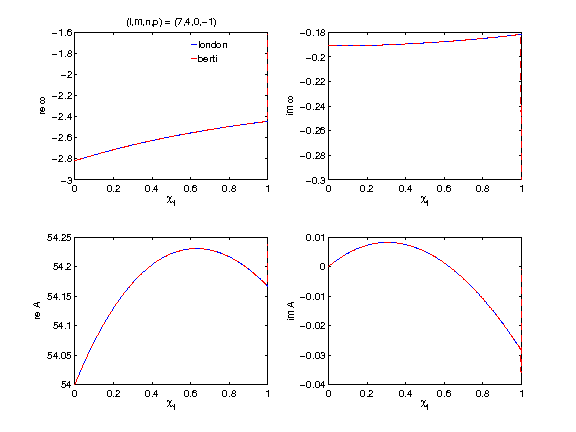 (l,m,n,p) = (7,4,0,−1)
−1.6
−1.8
−2
−2.2
−2.4
−2.6
−2.8
−3
re ω
london
berti
0 0.2 0.4 0.6 0.8 1
χf
−0.18
−0.2
−0.22
−0.24
−0.26
−0.28
−0.3
im ω
0 0.2 0.4 0.6 0.8 1
χf
54.25
54.2
54.15
54.1
54.05
54
re A
0 0.2 0.4 0.6 0.8 1
χf
0.01
0
−0.01
−0.02
−0.03
−0.04
im A
0 0.2 0.4 0.6 0.8 1
χf